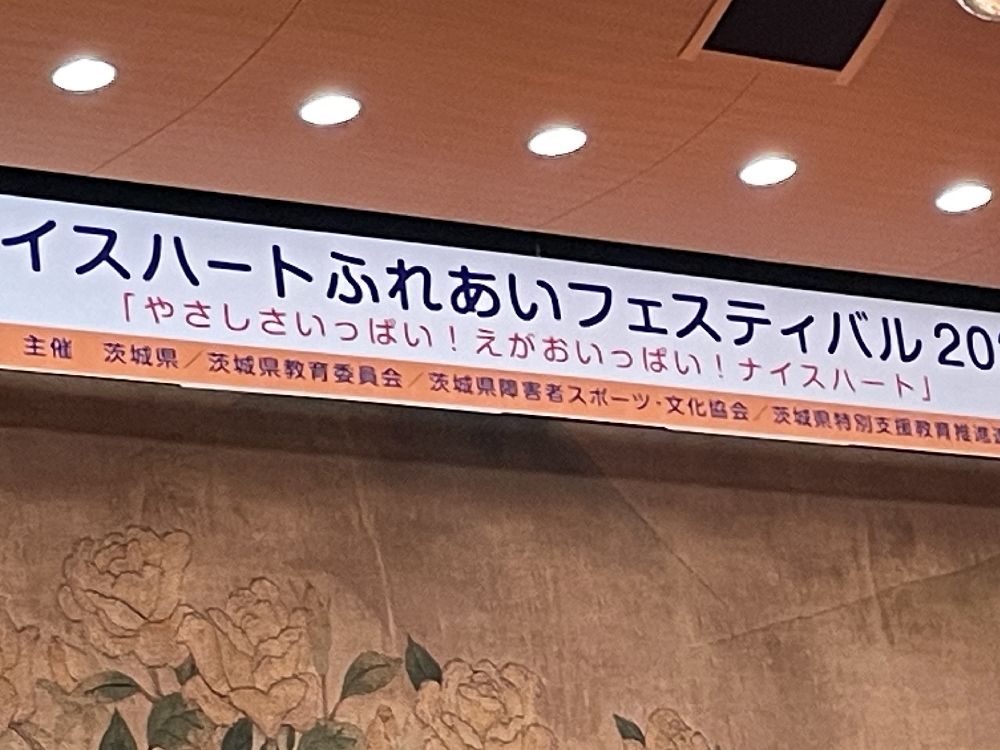 イスハートふれあいフェスティバル20
「やさしさいっぱい！えがおいっぱい！ナイスハート」
主催　茨城県／茨城県教育委員会／茨城県障害者スポーツ・文化協会／茨城県特別支援教育推進